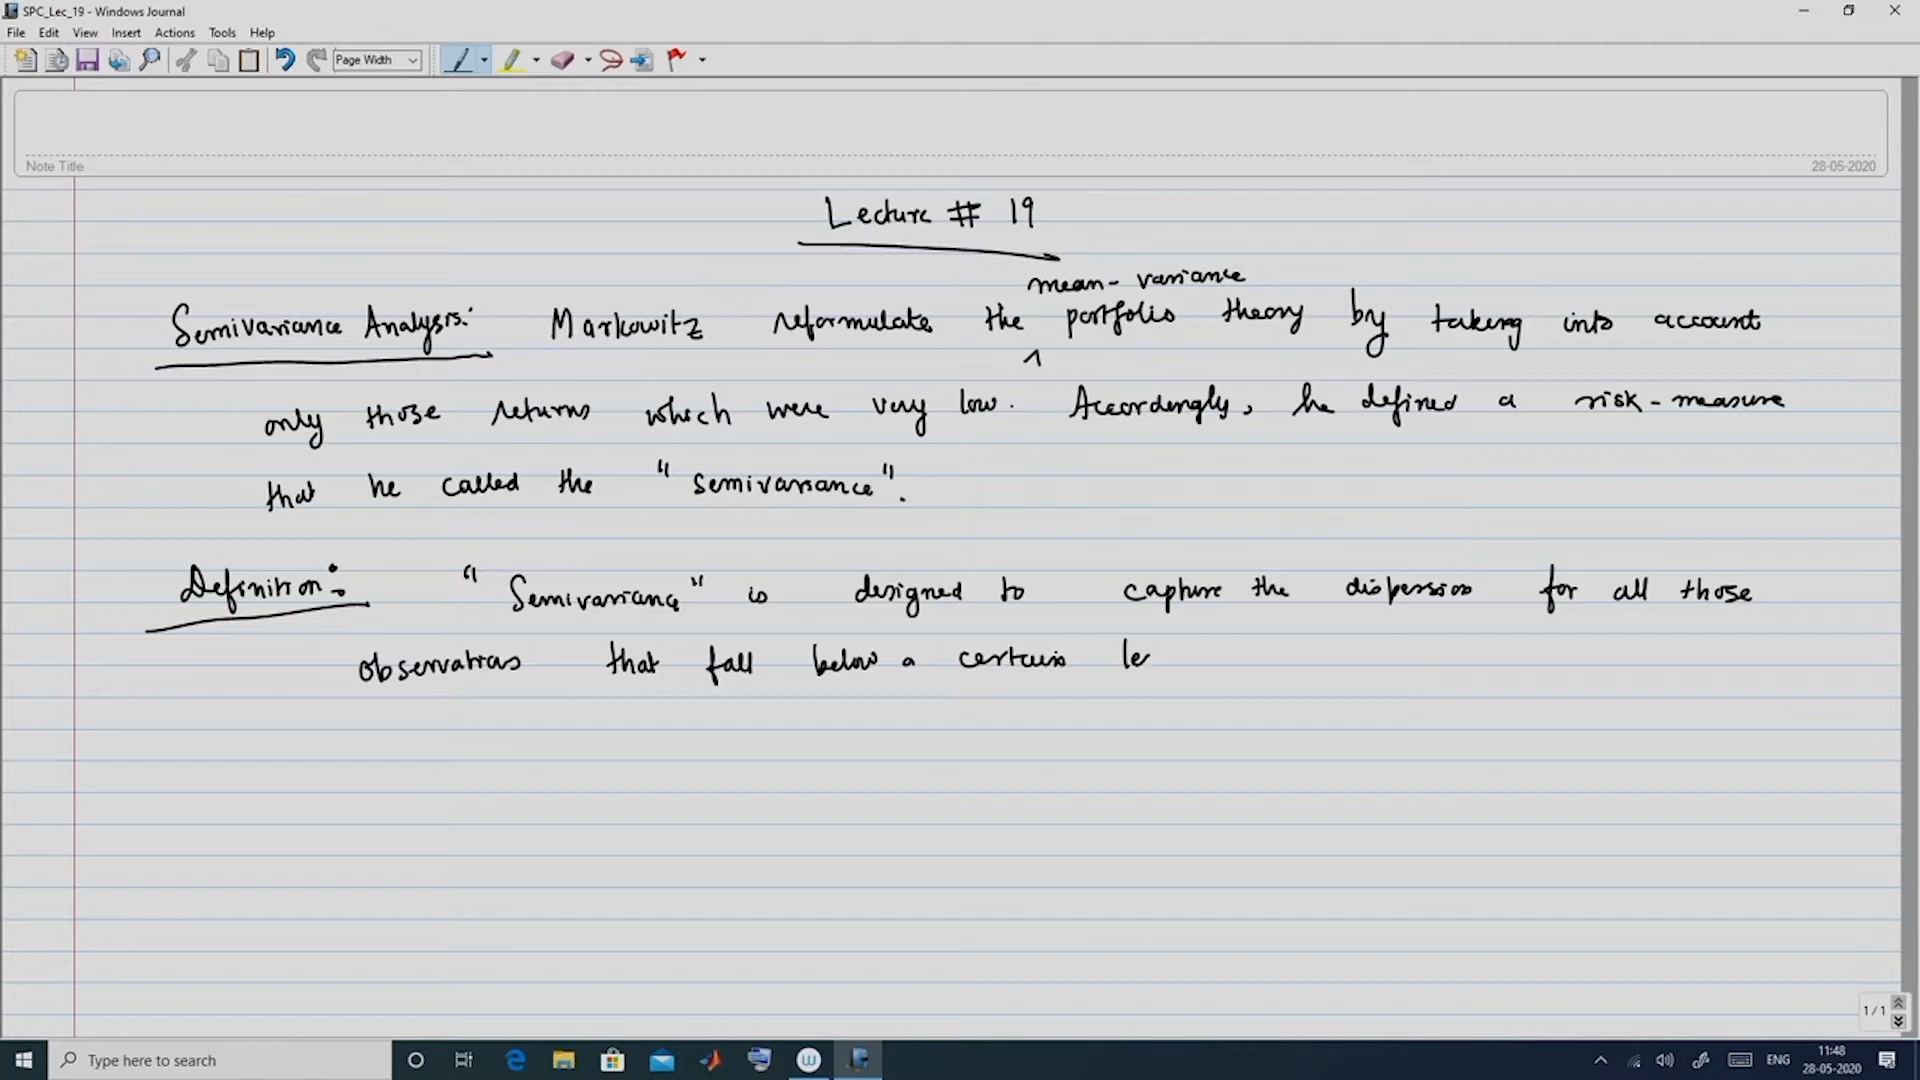 SPC_Lec_19 - Windows Journal
File Edit View Insert Actions Tools Help
Page Width
Note Title
28-05-2020
Lecture # 19
mean-variance
Semivariance Analysis: Markowitz reformulate the ^ portfolio theory by taking into account
only those returns which were very low. Accordingly, he defined a risk-measure
that he called the "semivariance".
Definition: "Semivariance" is designed to capture the dispersion for all those
observations that fall below a certain le
1 / 1
Type here to search
ENG
11:48
28-05-2020